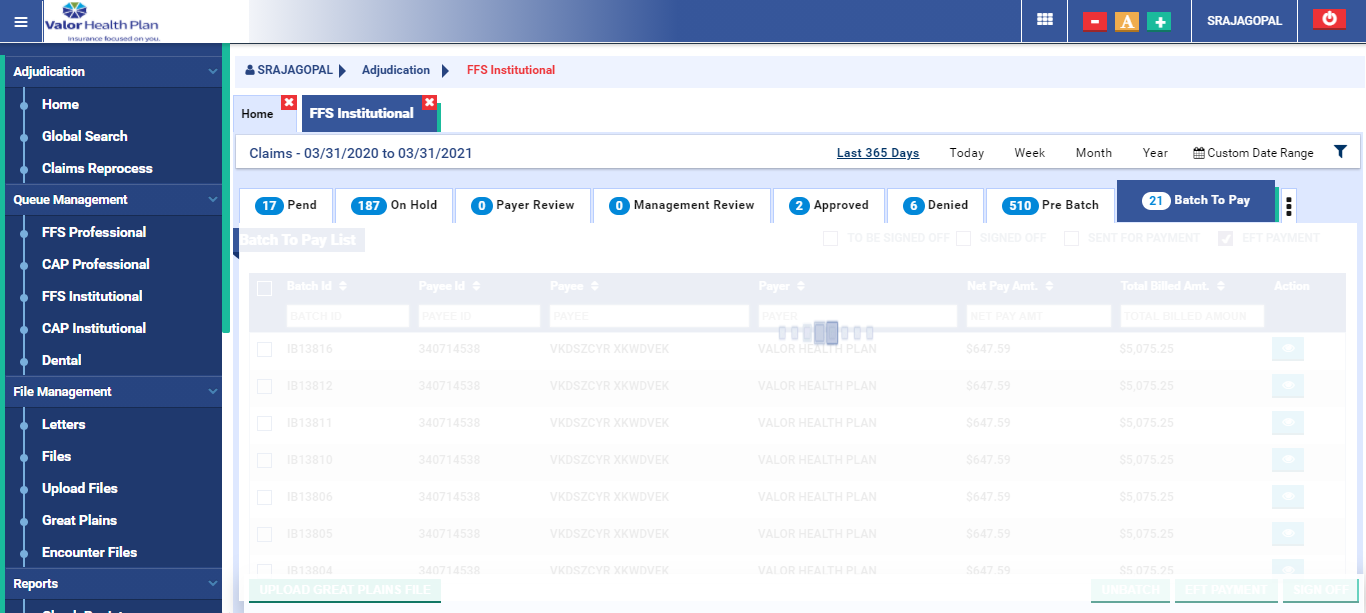 Valor Health Plan
Insurance focused on you.
A
SRAJAGOPAL
Adjudication
Home
Global Search
Claims Reprocess
Queue Management
FFS Professional
CAP Professional
FFS Institutional
CAP Institutional
Dental
File Management
Letters
Files
Upload Files
Great Plains
Encounter Files
Reports
SRAJAGOPAL Adjudication FFS Institutional
Home FFS Institutional
Claims - 03/31/2020 to 03/31/2021 Last 365 Days Today Week Month Year Custom Date Range
17 Pend 187 On Hold 0 Payer Review 0 Management Review 2 Approved 6 Denied 510 Pre Batch 21 Batch To Pay
Batch To Pay List TO BE SIGNED OFF SIGNED OFF SENT FOR PAYMENT EFT PAYMENT
Batch Id Payee Id Payee Payer Net Pay Amt. Total Billed Amt. Action
BATCH ID PAYEE ID PAYEE PAYER NET PAY AMT TOTAL BILLED AMOUN
IB13816 340714538 VKDSZCYR XKWDVEK VALOR HEALTH PLAN $647.59 $5,075.25
IB13812 340714538 VKDSZCYR XKWDVEK VALOR HEALTH PLAN $647.59 $5,075.25
IB13811 340714538 VKDSZCYR XKWDVEK VALOR HEALTH PLAN $647.59 $5,075.25
IB13810 340714538 VKDSZCYR XKWDVEK VALOR HEALTH PLAN $647.59 $5,075.25
IB13806 340714538 VKDSZCYR XKWDVEK VALOR HEALTH PLAN $647.59 $5,075.25
IB13805 340714538 VKDSZCYR XKWDVEK VALOR HEALTH PLAN $647.59 $5,075.25
IB13804 340714538 VKDSZCYR XKWDVEK VALOR HEALTH PLAN $647.59 $5,075.25
UPLOAD GREAT PLAINS FILE UNBATCH EFT PAYMENT SIGN OFF